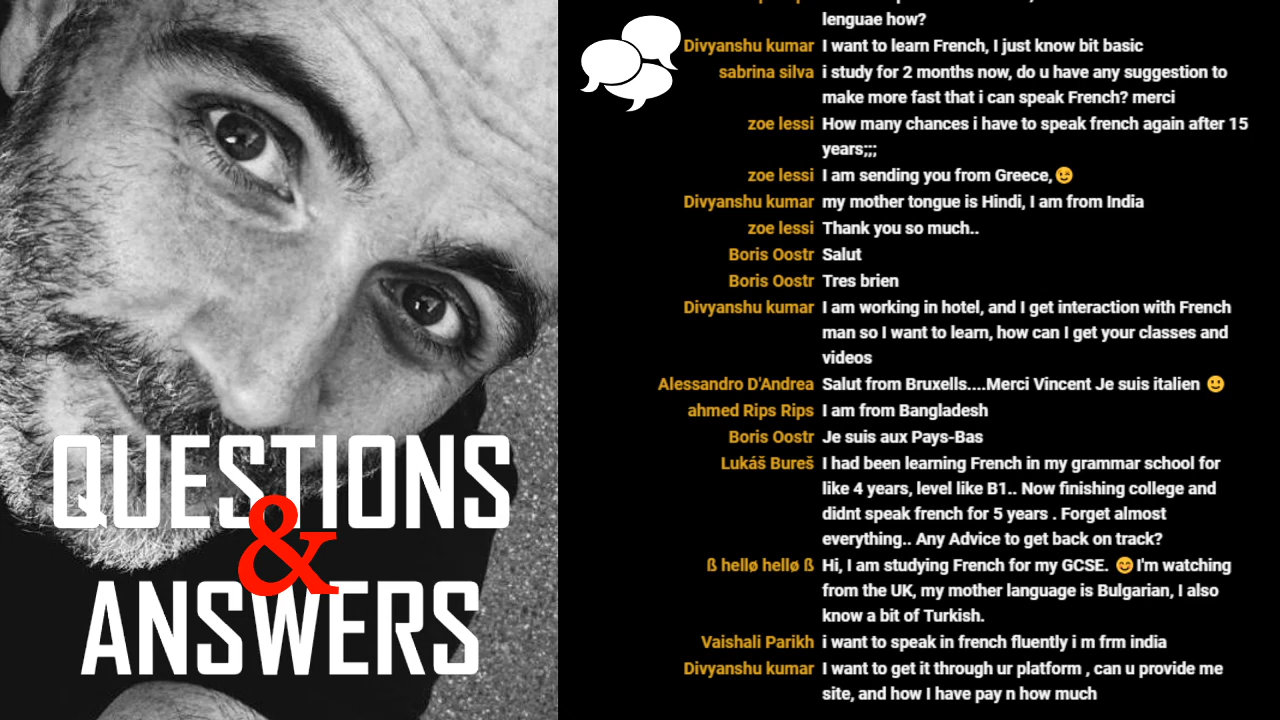 QUESTIONS
&
ANSWERS
lenguae how?
Divyanshu kumar I want to learn French, I just know bit basic
sabrina silva i study for 2 months now, do u have any suggestion to
make more fast that i can speak French? merci
zoe lessi How many chances i have to speak french again after 15
years;;;
zoe lessi I am sending you from Greece,😉
Divyanshu kumar my mother tongue is Hindi, I am from India
zoe lessi Thank you so much..
Boris Oostr Salut
Boris Oostr Tres brien
Divyanshu kumar I am working in hotel, and I get interaction with French
man so I want to learn, how can I get your classes and
videos
Alessandro D'Andrea Salut from Bruxells....Merci Vincent Je suis italien 😀
ahmed Rips Rips I am from Bangladesh
Boris Oostr Je suis aux Pays-Bas
Lukáš Bureš I had been learning French in my grammar school for
like 4 years, level like B1.. Now finishing college and
didnt speak french for 5 years . Forget almost
everything.. Any Advice to get back on track?
ß hellø hellø ß Hi, I am studying French for my GCSE. 😊I'm watching
from the UK, my mother language is Bulgarian, I also
know a bit of Turkish.
Vaishali Parikh i want to speak in french fluently i m frm india
Divyanshu kumar I want to get it through ur platform , can u provide me
site, and how I have pay n how much